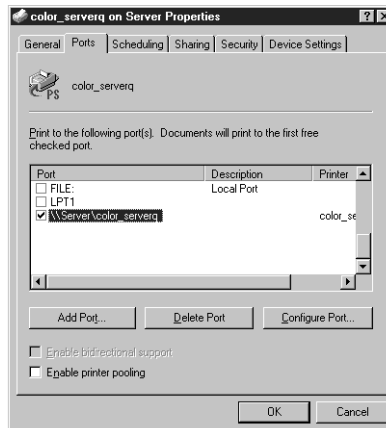 color_serverq on Server Properties
General Ports Scheduling Sharing Security Device Settings
PS
color_serverq
Print to the following port(s). Documents will print to the first free
checked port.
Port Description Printer
FILE: Local Port
LPT1
\\Server\color_serverq color_se
Add Port... Delete Port Configure Port...
Enable bidirectional support
Enable printer pooling
OK Cancel